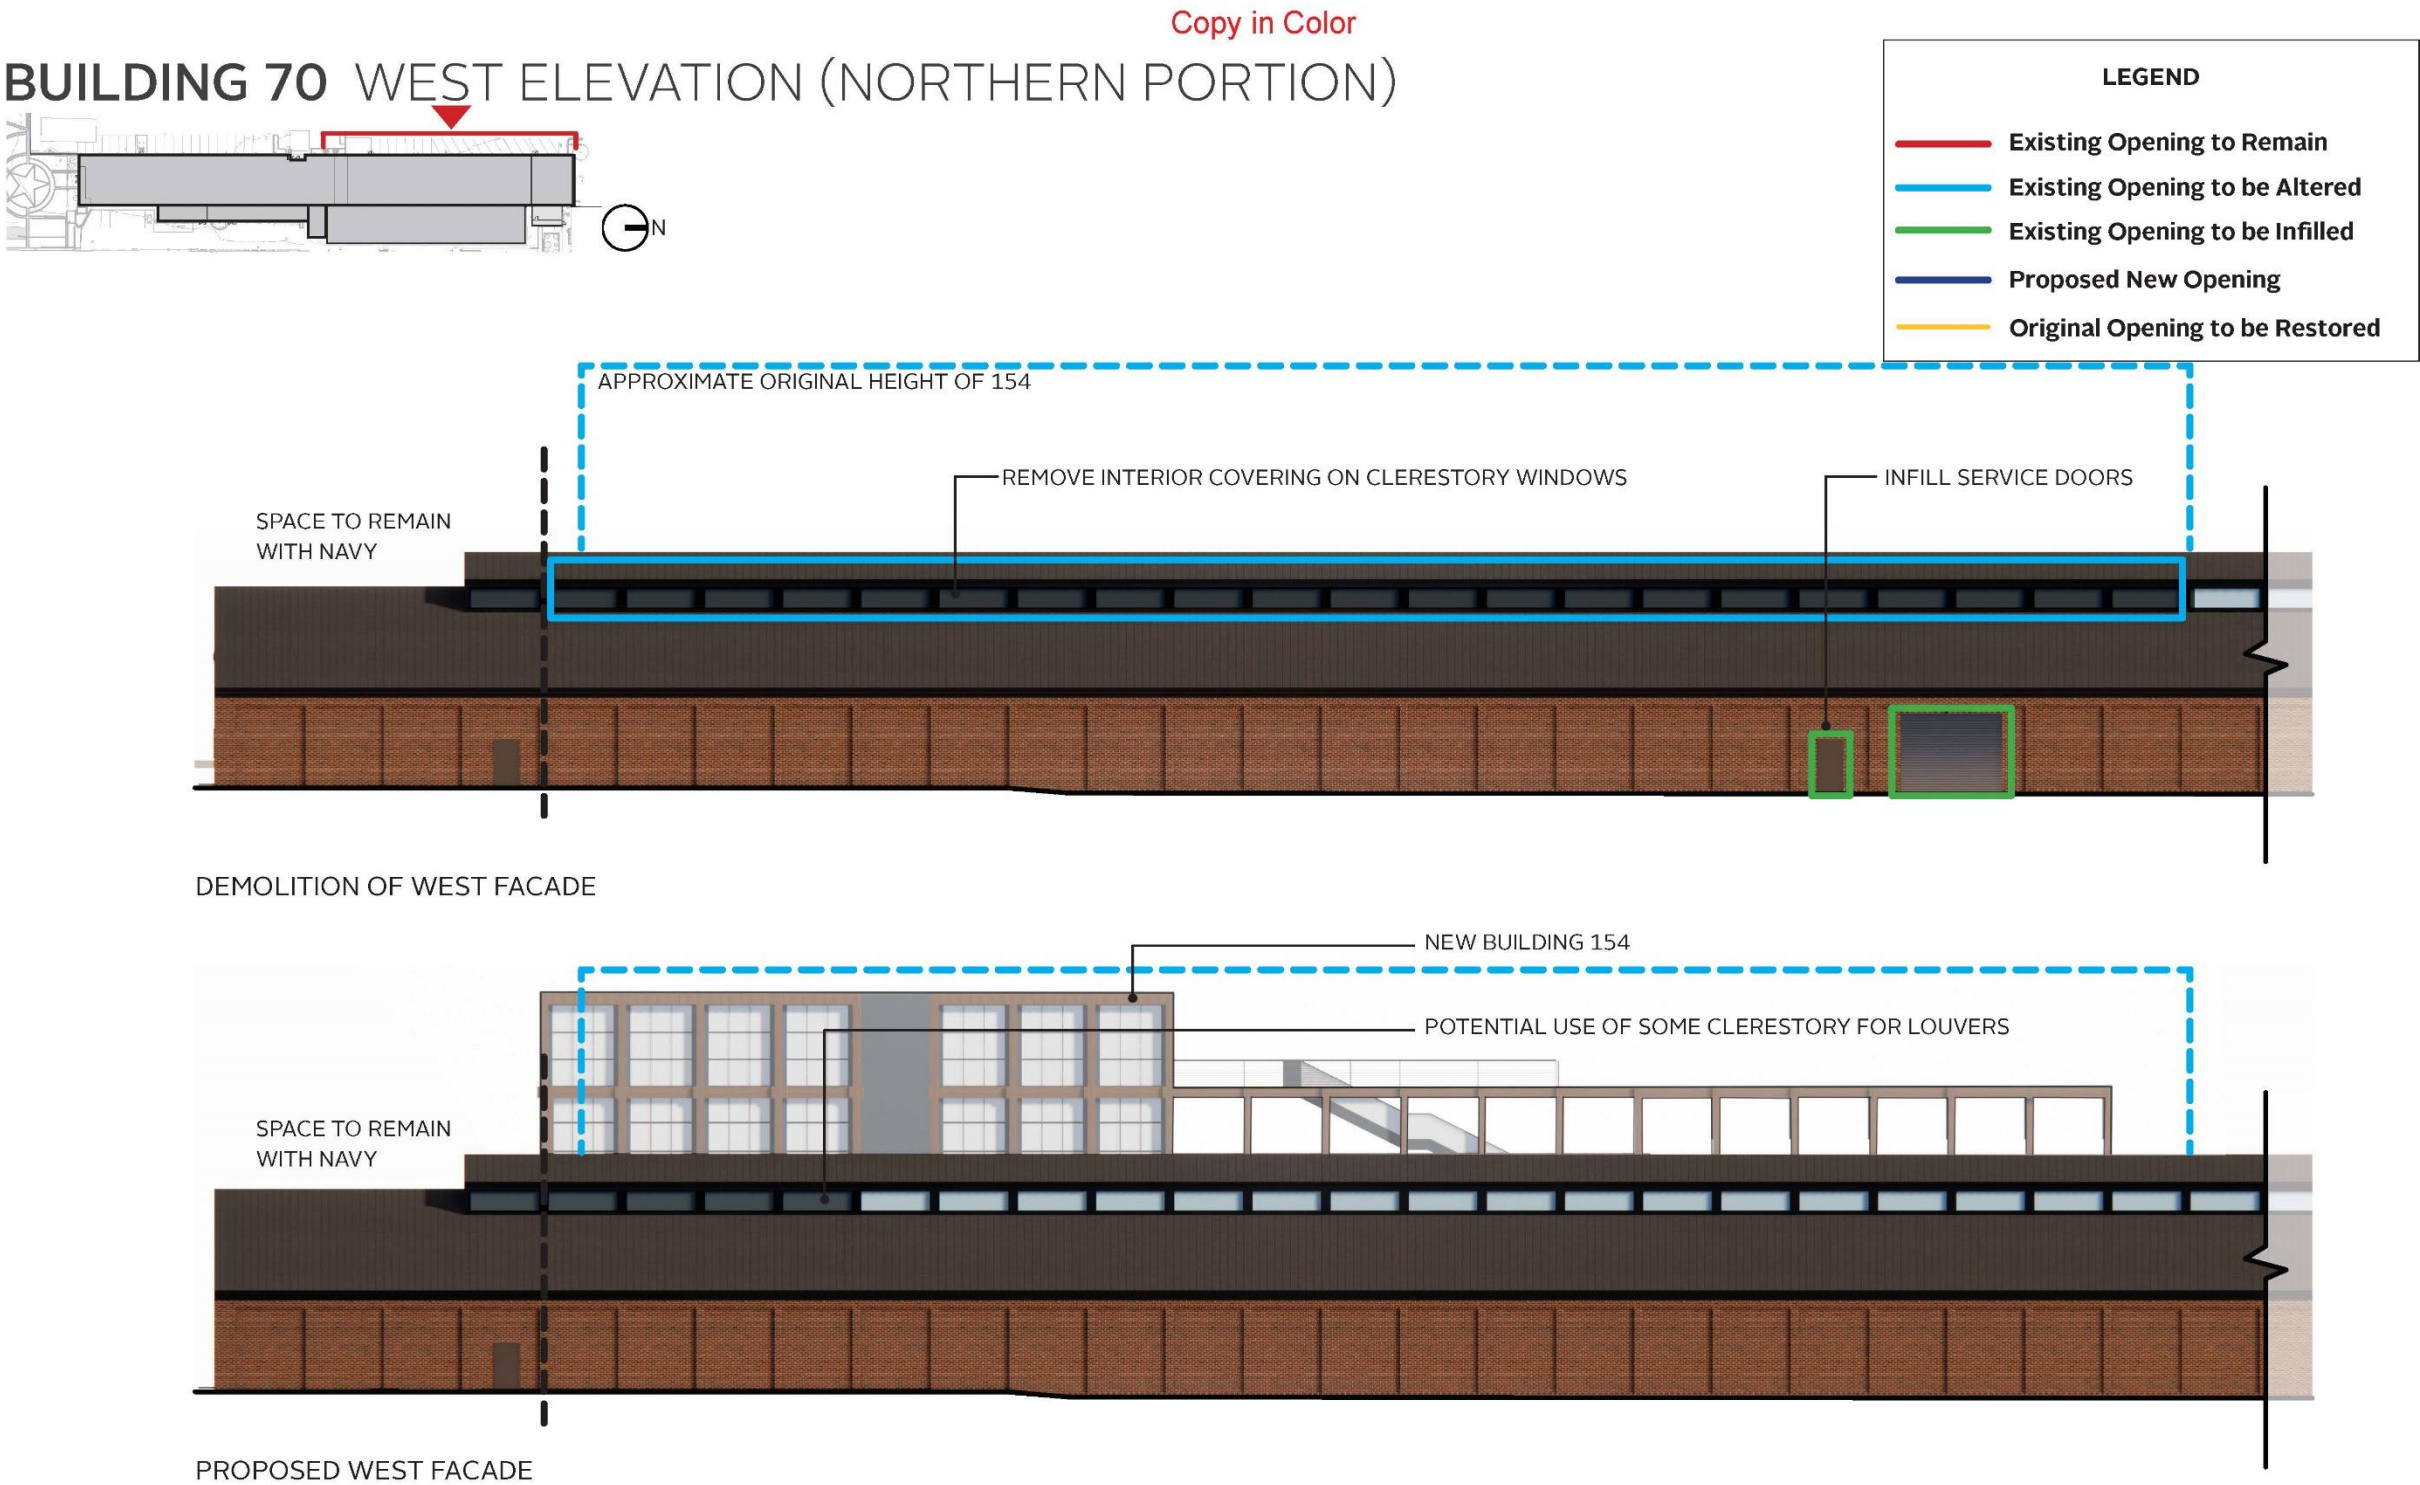 Copy in Color
BUILDING 70 WEST ELEVATION (NORTHERN PORTION)
N
LEGEND
Existing Opening to Remain
Existing Opening to be Altered
Existing Opening to be Infilled
Proposed New Opening
Original Opening to be Restored
APPROXIMATE ORIGINAL HEIGHT OF 154
REMOVE INTERIOR COVERING ON CLERESTORY WINDOWS
INFILL SERVICE DOORS
SPACE TO REMAIN
WITH NAVY
DEMOLITION OF WEST FACADE
NEW BUILDING 154
POTENTIAL USE OF SOME CLERESTORY FOR LOUVERS
SPACE TO REMAIN
WITH NAVY
PROPOSED WEST FACADE